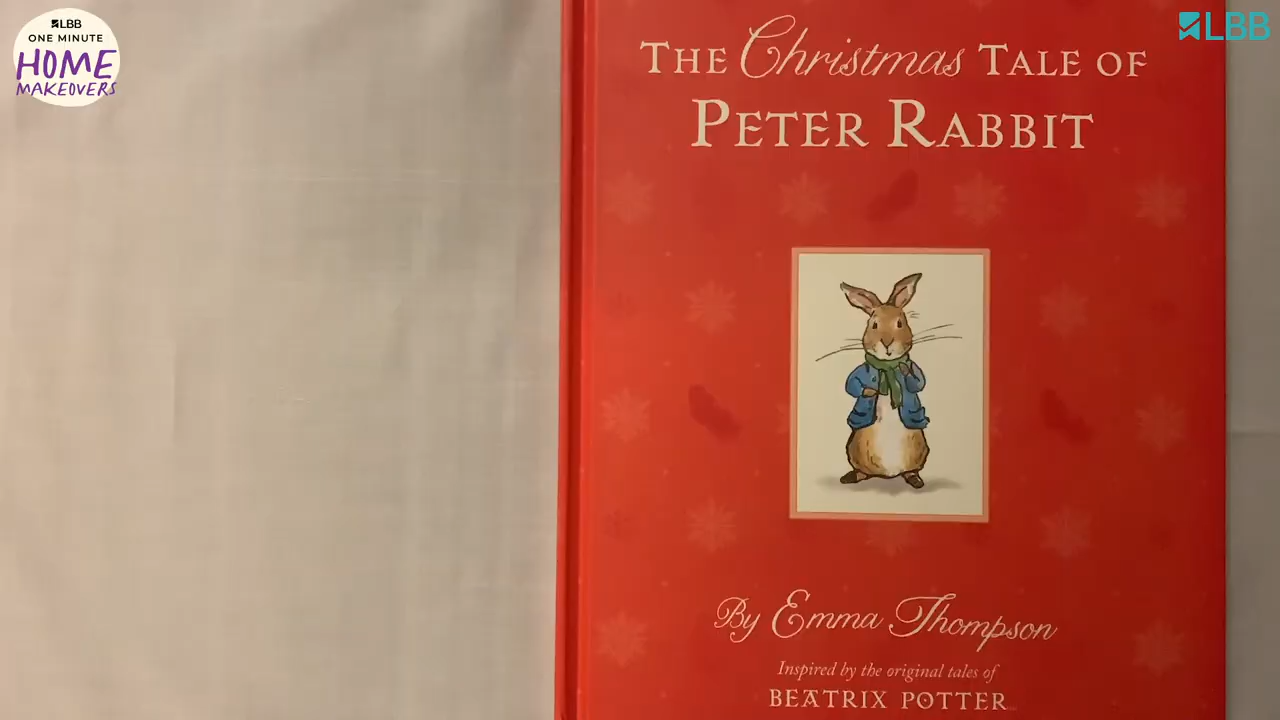 LBB
ONE MINUTE
HOME
MAKEOVERS
LBB
THE Christmas TALE OF
PETER RABBIT
By Emma Thompson
Inspired by the original tales of
BEATRIX POTTER